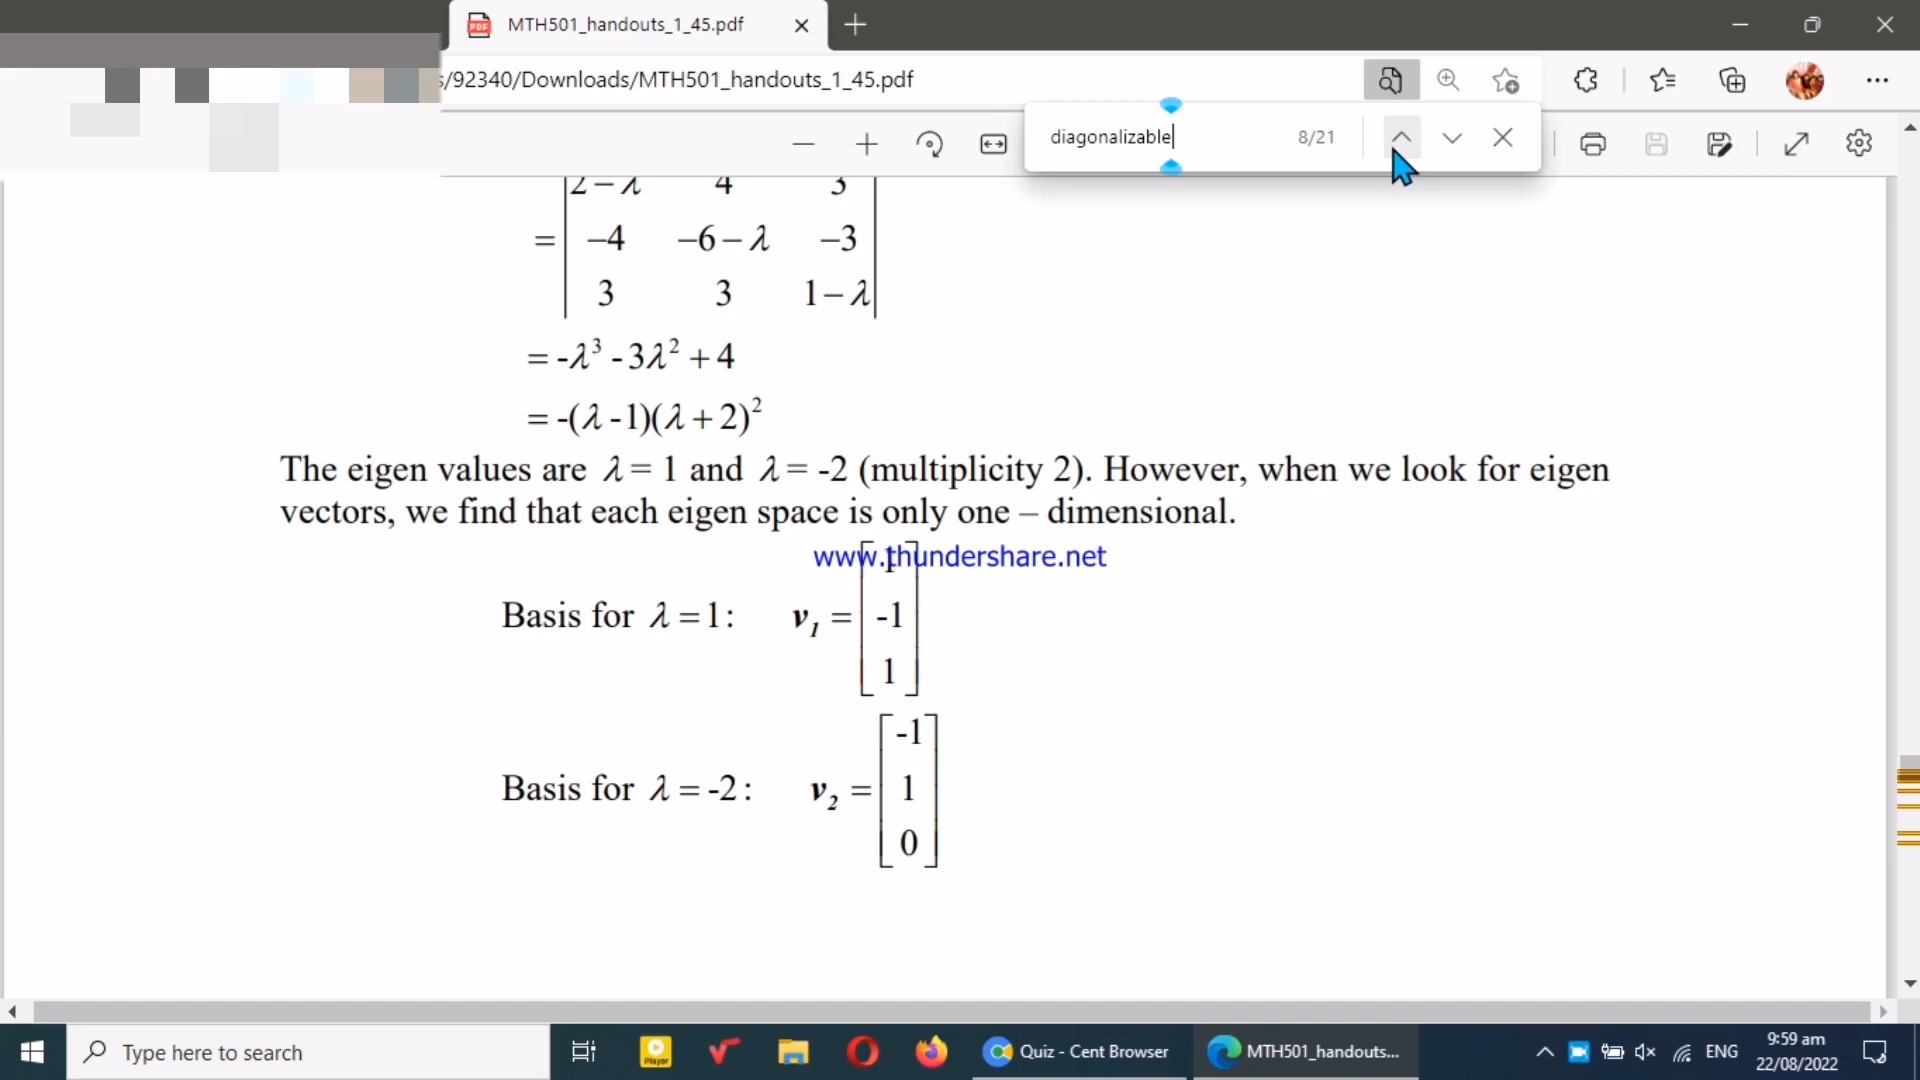 MTH501_handouts_1_45.pdf
s/92340/Downloads/MTH501_handouts_1_45.pdf
diagonalizable 8/21
2 − λ 4 3
= −4 −6 − λ −3
3 3 1 − λ
= -λ³ - 3λ² + 4
= -(λ - 1)(λ + 2)²
The eigen values are λ = 1 and λ = -2 (multiplicity 2). However, when we look for eigen
vectors, we find that each eigen space is only one – dimensional.
www.thundershare.net
1
Basis for λ = 1: v₁ = -1
1
-1
Basis for λ = -2: v₂ = 1
0
Type here to search
Player
Quiz - Cent Browser
MTH501_handouts...
ENG
9:59 am
22/08/2022